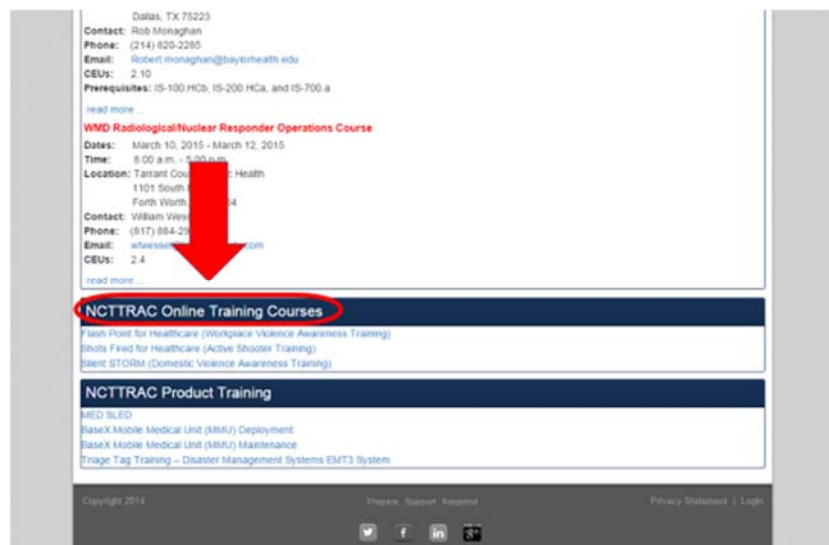 Dallas, TX 75223
Contact: Rob Monaghan
Phone: (214) 820-2285
Email: Robert.monaghan@baylorhealth.edu
CEUs: 2.10
Prerequisites: IS-100.HCb, IS-200.HCa, and IS-700.a
read more ...
WMD Radiological/Nuclear Responder Operations Course
Dates: March 10, 2015 - March 12, 2015
Time: 8:00 a.m. - 5:00 p.m.
Location: Tarrant Health
1101 South
Forth Worth,
Contact: William
Phone: (817)
Email:
CEUs: 2.4
read more ...
NCTTRAC Online Training Courses
Flash Point for Healthcare (Workplace Violence Awareness Training)
Shots Fired for Healthcare (Active Shooter Training)
Silent STORM (Domestic Violence Awareness Training)
NCTTRAC Product Training
MED SLED
BaseX Mobile Medical Unit (MMU) Deployment
BaseX Mobile Medical Unit (MMU) Maintenance
Triage Tag Training – Disaster Management Systems EMT3 System
Copyright 2014 Prepare Support Respond Privacy Statement | Login